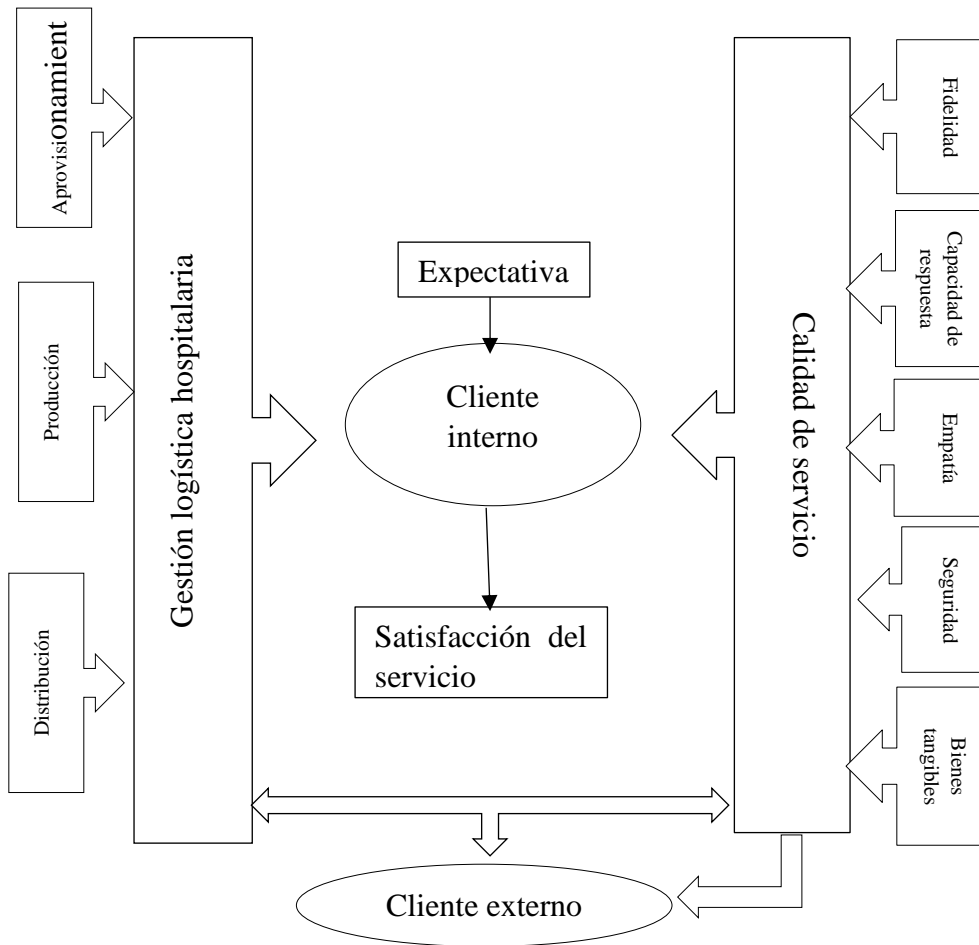 Aprovisionamient
Producción
Distribución
Gestión logística hospitalaria
Expectativa
Cliente
interno
Satisfacción del
servicio
Cliente externo
Calidad de servicio
Fidelidad
Capacidad de
respuesta
Empatía
Seguridad
Bienes
tangibles